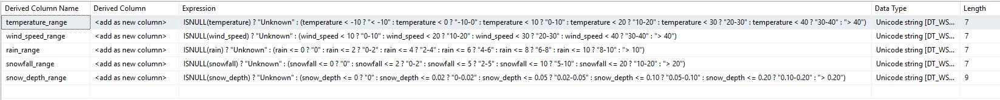 Derived Column Name Derived Column Expression Data Type Length
temperature_range <add as new column> ISNULL(temperature) ? "Unknown" : (temperature < -10 ? "< -10" : temperature < 0 ? "-10-0" : temperature < 10 ? "0-10" : temperature < 20 ? "10-20" : temperature < 30 ? "20-30" : temperature < 40 ? "30-40" : "> 40") Unicode string [DT_WS... 7
wind_speed_range <add as new column> ISNULL(wind_speed) ? "Unknown" : (wind_speed < 10 ? "0-10" : wind_speed < 20 ? "10-20" : wind_speed < 30 ? "20-30" : wind_speed < 40 ? "30-40" : "> 40") Unicode string [DT_WS... 7
rain_range <add as new column> ISNULL(rain) ? "Unknown" : (rain <= 0 ? "0" : rain <= 2 ? "0-2" : rain <= 4 ? "2-4" : rain <= 6 ? "4-6" : rain <= 8 ? "6-8" : rain <= 10 ? "8-10" : "> 10") Unicode string [DT_WS... 7
snowfall_range <add as new column> ISNULL(snowfall) ? "Unknown" : (snowfall <= 0 ? "0" : snowfall <= 2 ? "0-2" : snowfall <= 5 ? "2-5" : snowfall <= 10 ? "5-10" : snowfall <= 20 ? "10-20" : "> 20") Unicode string [DT_WS... 7
snow_depth_range <add as new column> ISNULL(snow_depth) ? "Unknown" : (snow_depth <= 0 ? "0" : snow_depth <= 0.02 ? "0-0.02" : snow_depth <= 0.05 ? "0.02-0.05" : snow_depth <= 0.10 ? "0.05-0.10" : snow_depth <= 0.20 ? "0.10-0.20" : "> 0.20") Unicode string [DT_WS... 9